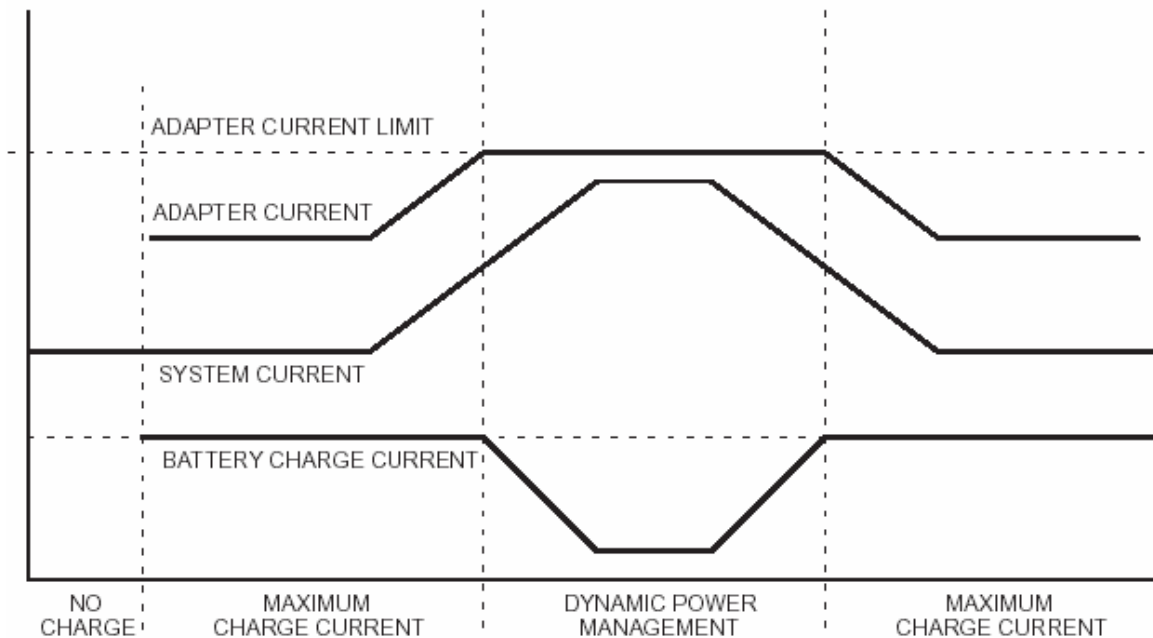 ADAPTER CURRENT LIMIT
ADAPTER CURRENT
SYSTEM CURRENT
BATTERY CHARGE CURRENT
NO
CHARGE
MAXIMUM
CHARGE CURRENT
DYNAMIC POWER
MANAGEMENT
MAXIMUM
CHARGE CURRENT